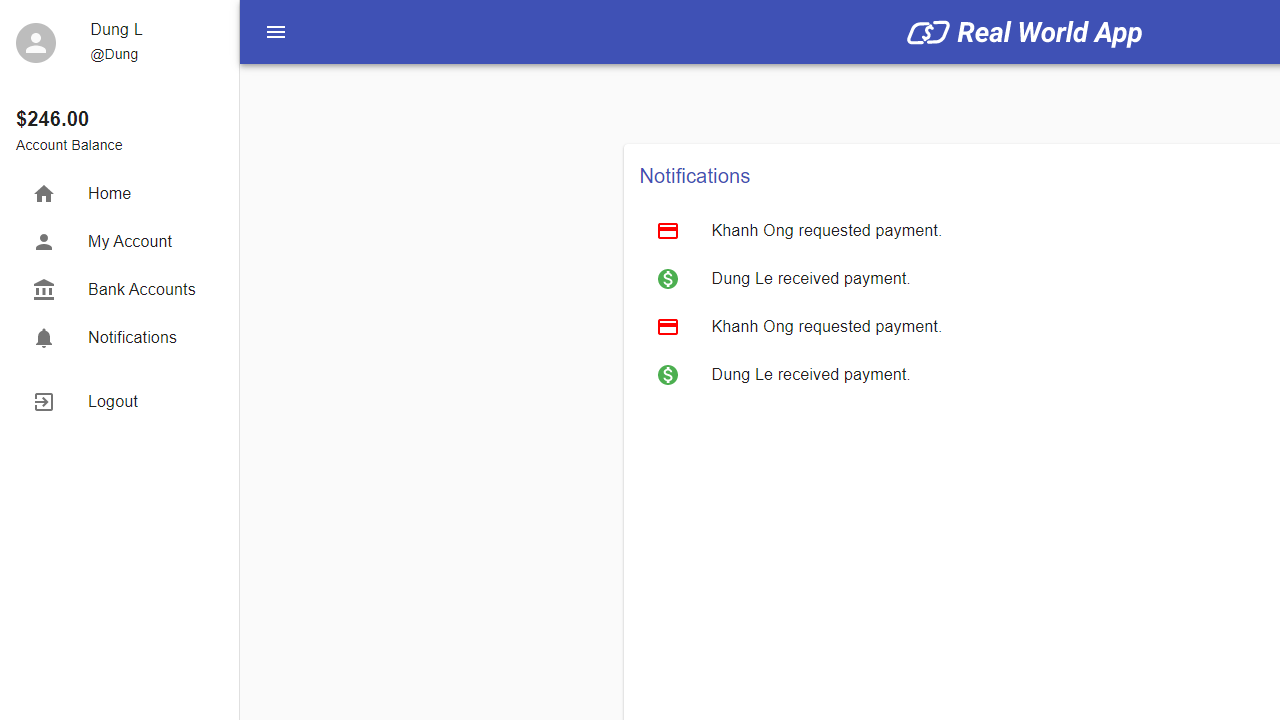 Dung L
@Dung
$246.00
Account Balance
Home
My Account
Bank Accounts
Notifications
Logout
Real World App
Notifications
Khanh Ong requested payment.
Dung Le received payment.
Khanh Ong requested payment.
Dung Le received payment.